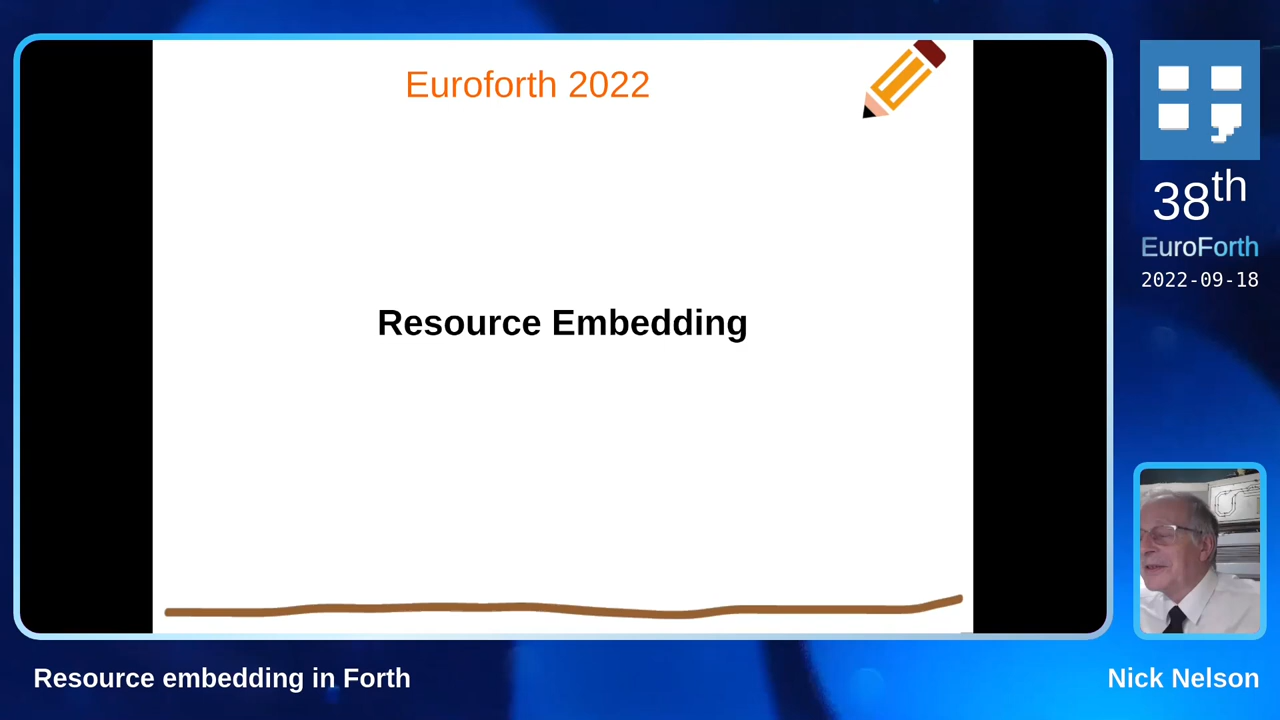 Euroforth 2022
Resource Embedding
38th
EuroForth
2022-09-18
Resource embedding in Forth
Nick Nelson